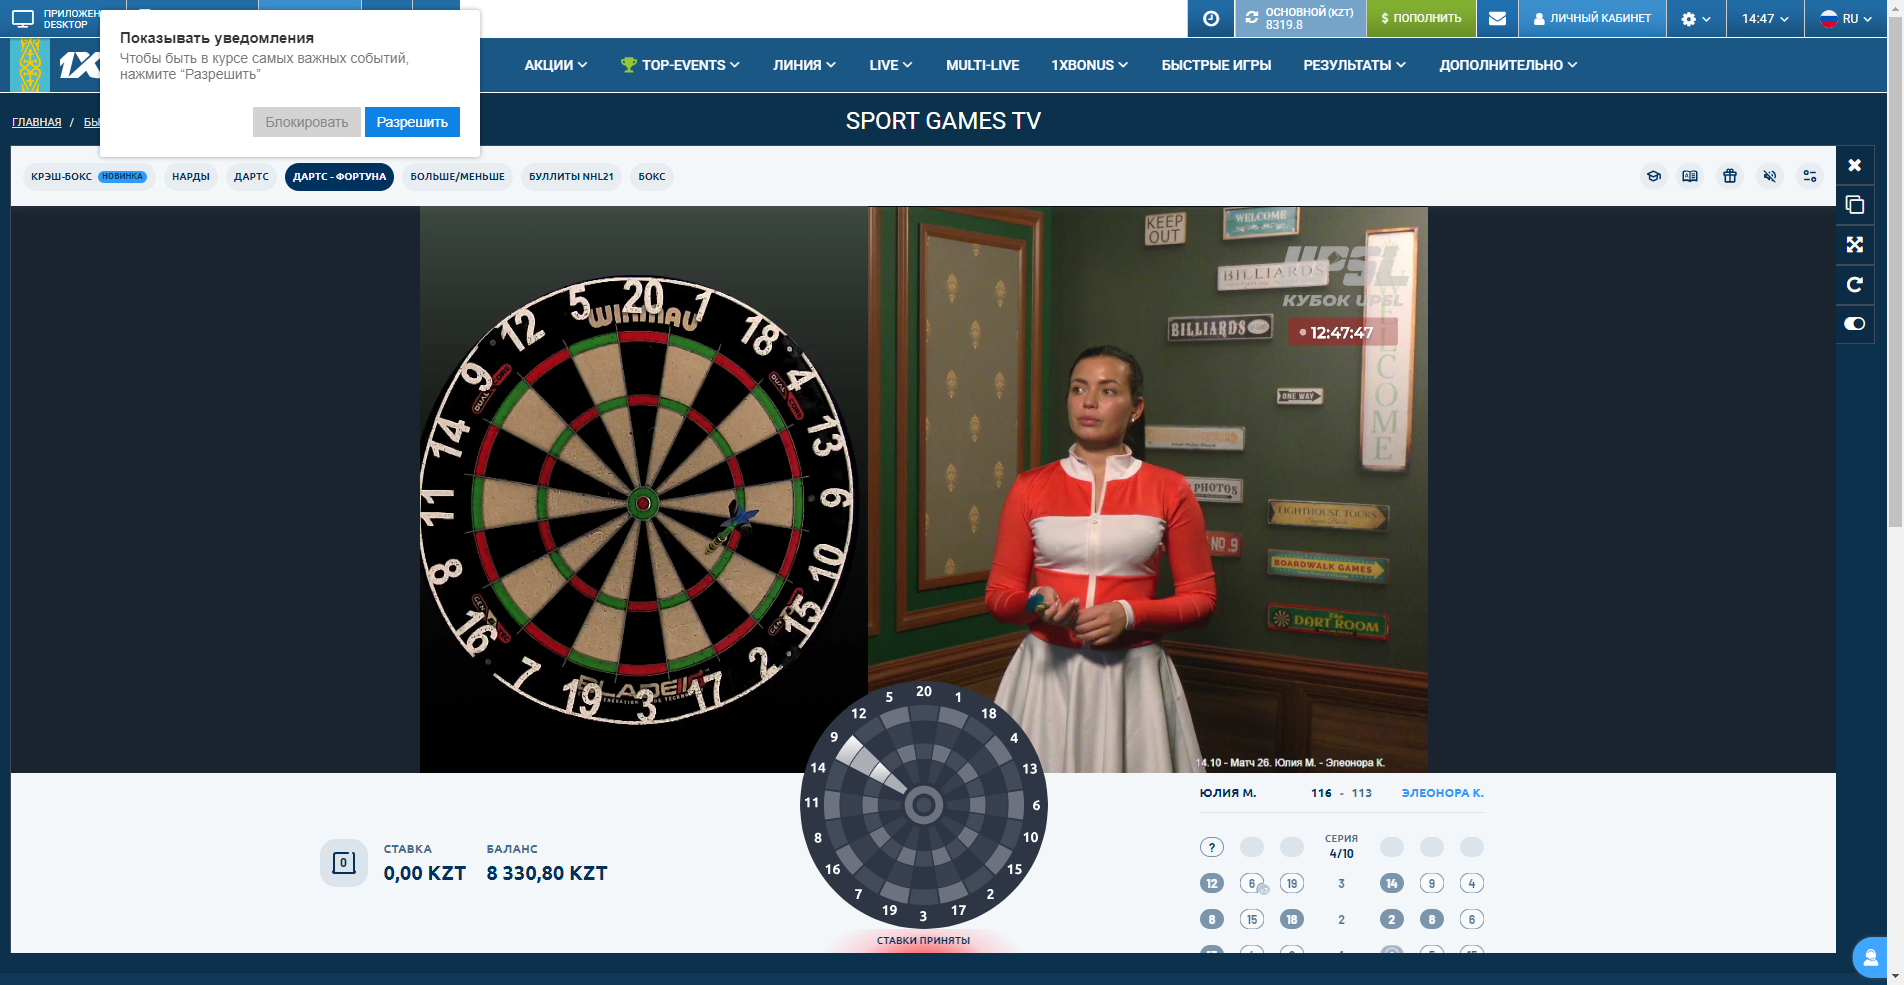 DESKTOP
Показывать уведомления
Чтобы быть в курсе самых важных событий,
нажмите “Разрешить”
Блокировать
Разрешить
ОСНОВНОЙ (KZT)
8319.8
$ ПОПОЛНИТЬ
ЛИЧНЫЙ КАБИНЕТ
14:47
RU
1X
АКЦИИ
TOP-EVENTS
ЛИНИЯ
LIVE
MULTI-LIVE
1XBONUS
БЫСТРЫЕ ИГРЫ
РЕЗУЛЬТАТЫ
ДОПОЛНИТЕЛЬНО
ГЛАВНАЯ /
SPORT GAMES TV
КРЭШ-БОКС НОВИНКА
НАРДЫ
ДАРТС
ДАРТС - ФОРТУНА
БОЛЬШЕ/МЕНЬШЕ
БУЛЛИТЫ NHL21
БОКС
20 1 18 4 13 6 10 15 2 17 3 19 7 16 8 11 14 9 12 5
WINMAU
DUAL CORE
DUAL CORE
BLADE
KEEP
OUT
WELCOME
BILLIARDS
UPSL
КУБОК UPSL
BILLIARDS
12:47:47
WELCOME
ONE WAY
PHOTOS
LIGHTHOUSE TOURS
NO.9
BOARDWALK GAMES
The
DART ROOM
14.10 - Матч 26. Юлия М. - Элеонора К.
20 1 18 4 13 6 10 15 2 17 3 19 7 16 8 11 14 9 12 5
СТАВКИ ПРИНЯТЫ
0
СТАВКА
0,00 KZT
БАЛАНС
8 330,80 KZT
ЮЛИЯ М. 116 - 113 ЭЛЕОНОРА К.
СЕРИЯ
? 4/10
12 6 19 3 14 9 4
8 15 18 2 2 8 6